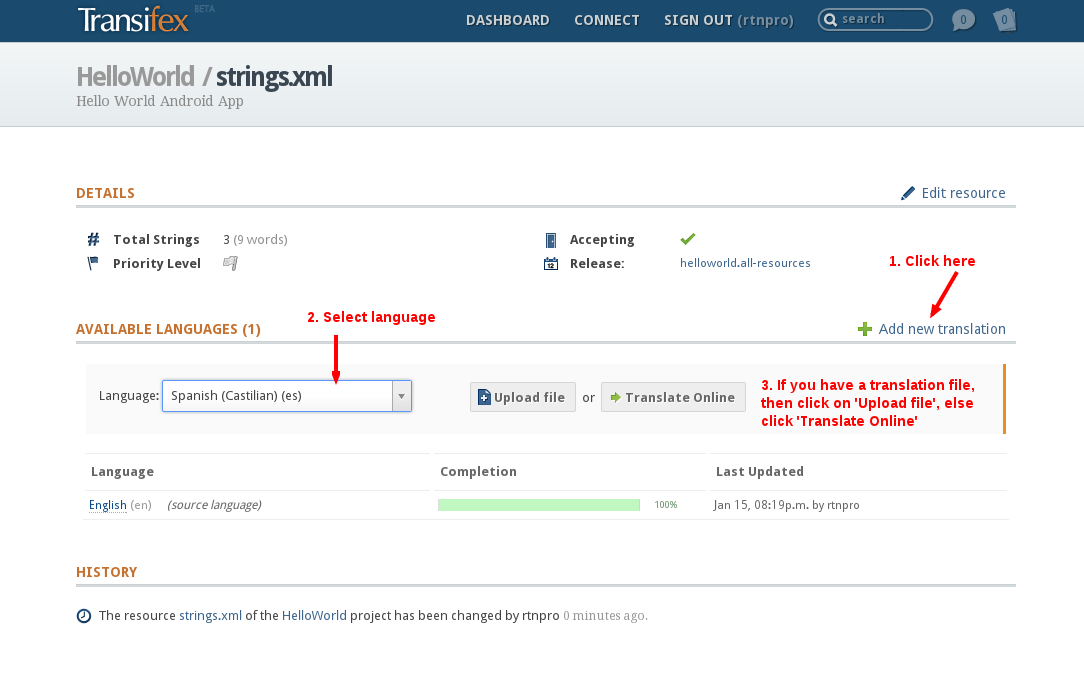 Transifex BETA
DASHBOARD CONNECT SIGN OUT (rtnpro) search 0 0
HelloWorld / strings.xml
Hello World Android App
DETAILS Edit resource
# Total Strings 3 (9 words) Accepting
Priority Level 12 Release: helloworld.all-resources
1. Click here
2. Select language
AVAILABLE LANGUAGES (1) Add new translation
Language: Spanish (Castilian) (es) Upload file or Translate Online
3. If you have a translation file,
then click on 'Upload file', else
click 'Translate Online'
Language Completion Last Updated
English (en) (source language) 100% Jan 15, 08:19p.m. by rtnpro
HISTORY
The resource strings.xml of the HelloWorld project has been changed by rtnpro 0 minutes ago.